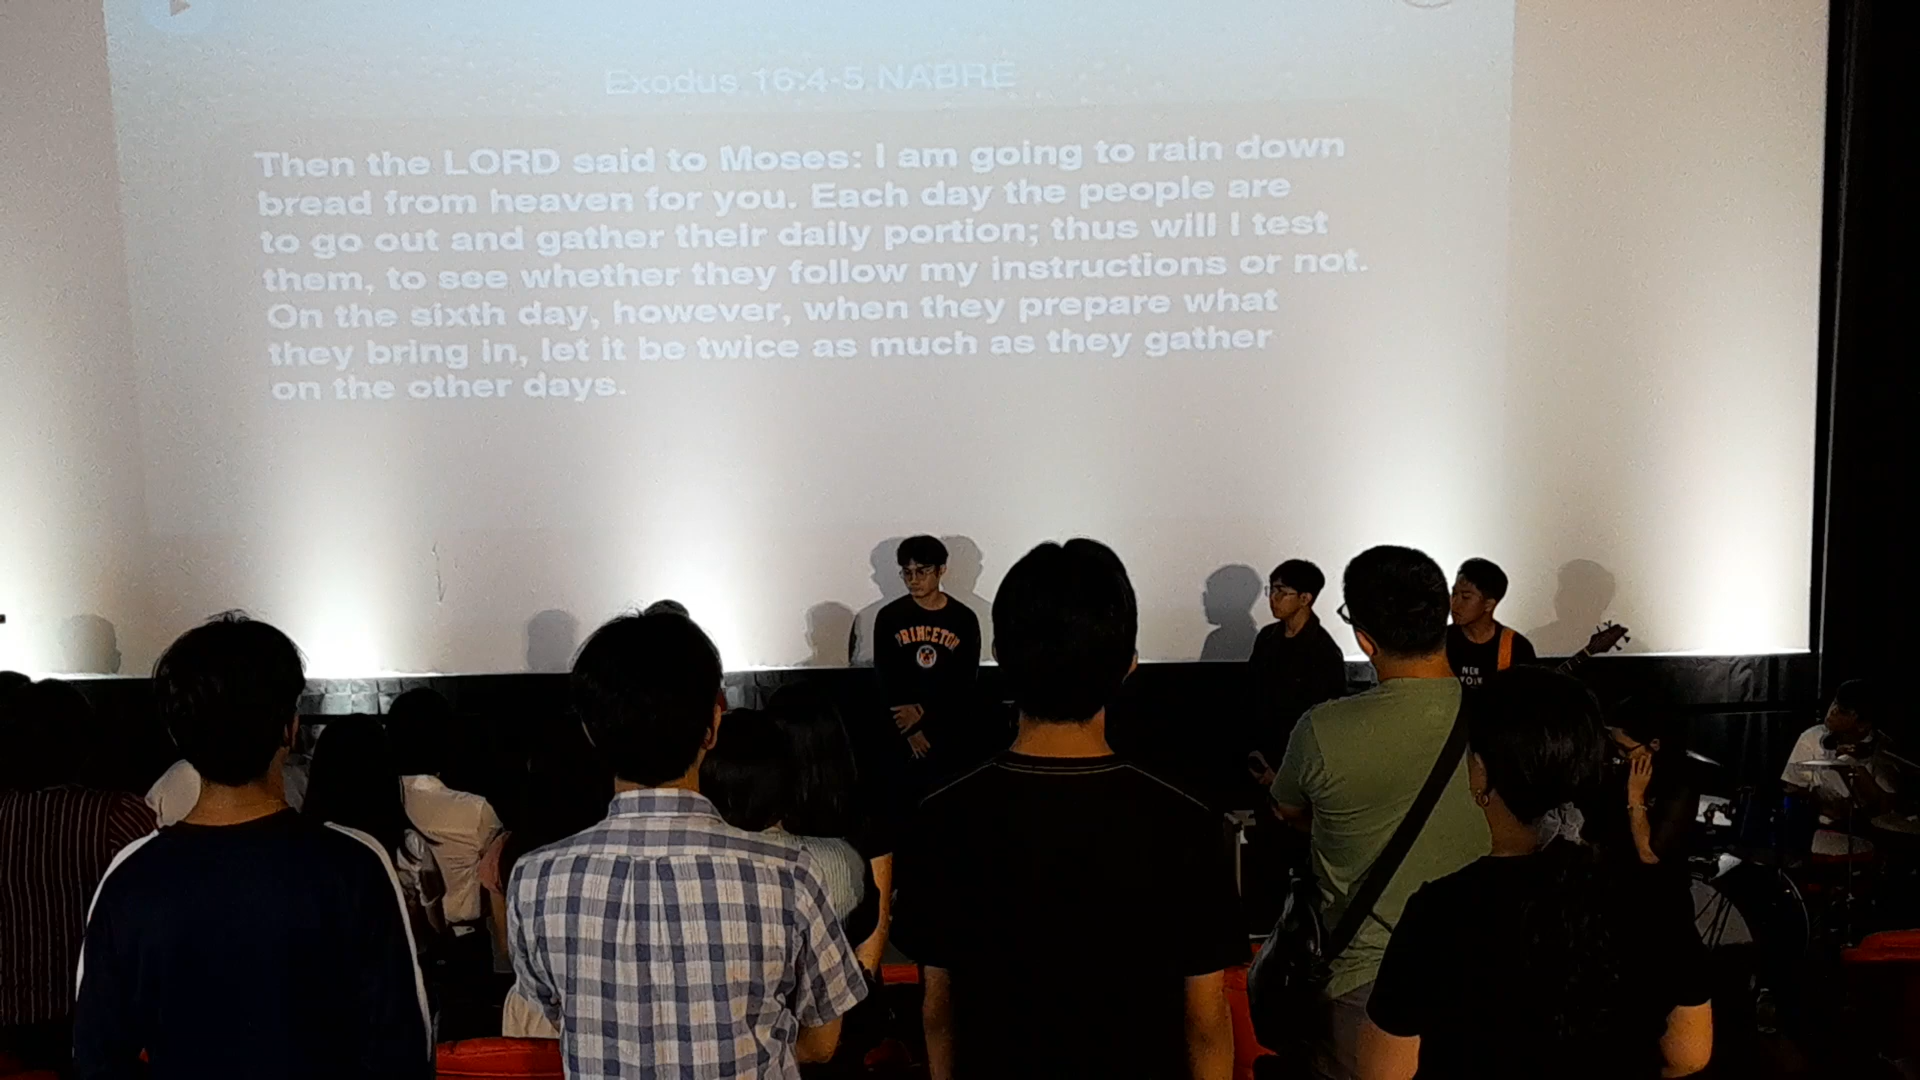 Exodus 16:4-5 NABRE
Then the LORD said to Moses: I am going to rain down
bread from heaven for you. Each day the people are
to go out and gather their daily portion; thus will I test
them, to see whether they follow my instructions or not.
On the sixth day, however, when they prepare what
they bring in, let it be twice as much as they gather
on the other days.
PRINCETON
NEW
YORK